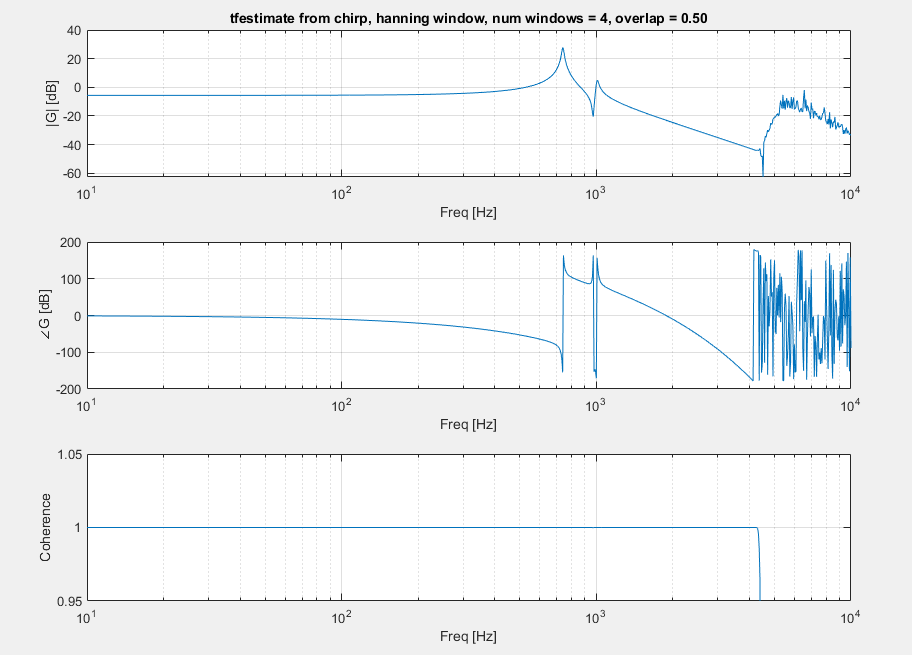 tfestimate from chirp, hanning window, num windows = 4, overlap = 0.50
|G| [dB]
40
20
0
-20
-40
-60
10^1 10^2 10^3 10^4
Freq [Hz]
∠G [dB]
200
100
0
-100
-200
10^1 10^2 10^3 10^4
Freq [Hz]
Coherence
1.05
1
0.95
10^1 10^2 10^3 10^4
Freq [Hz]